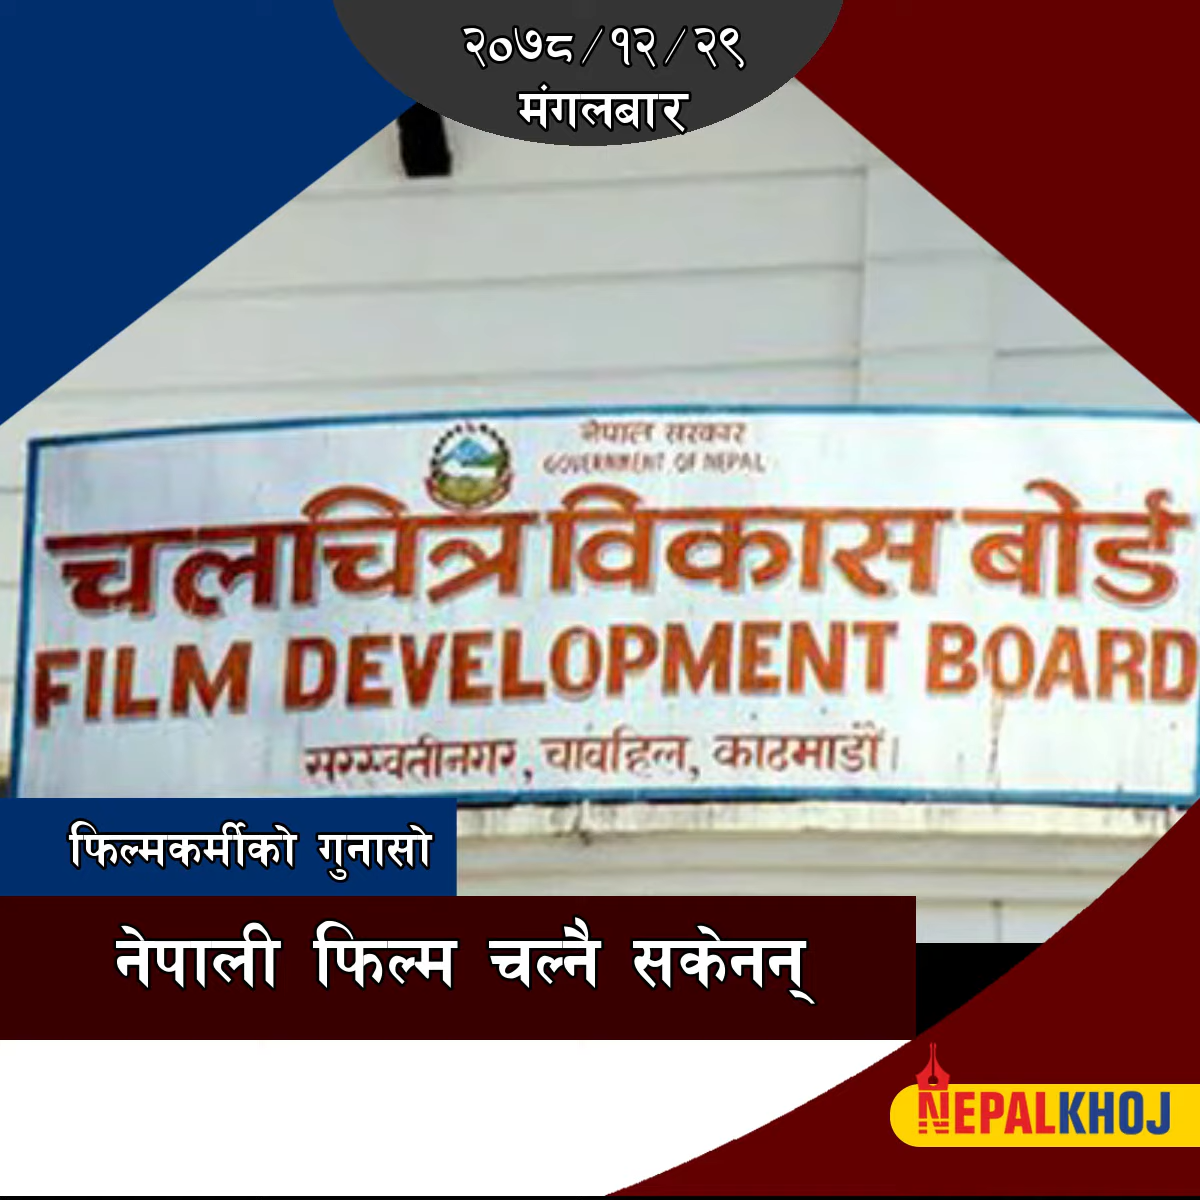 २०७८/१२/२९
मंगलबार
नेपाल सरकार
GOVERNMENT OF NEPAL
चलचित्र विकास बोर्ड
FILM DEVELOPMENT BOARD
सरस्वतीनगर, चावहिल, काठमाडौं।
फिल्मकर्मीको गुनासो
नेपाली फिल्म चल्नै सकेनन्
NEPALKHOJ